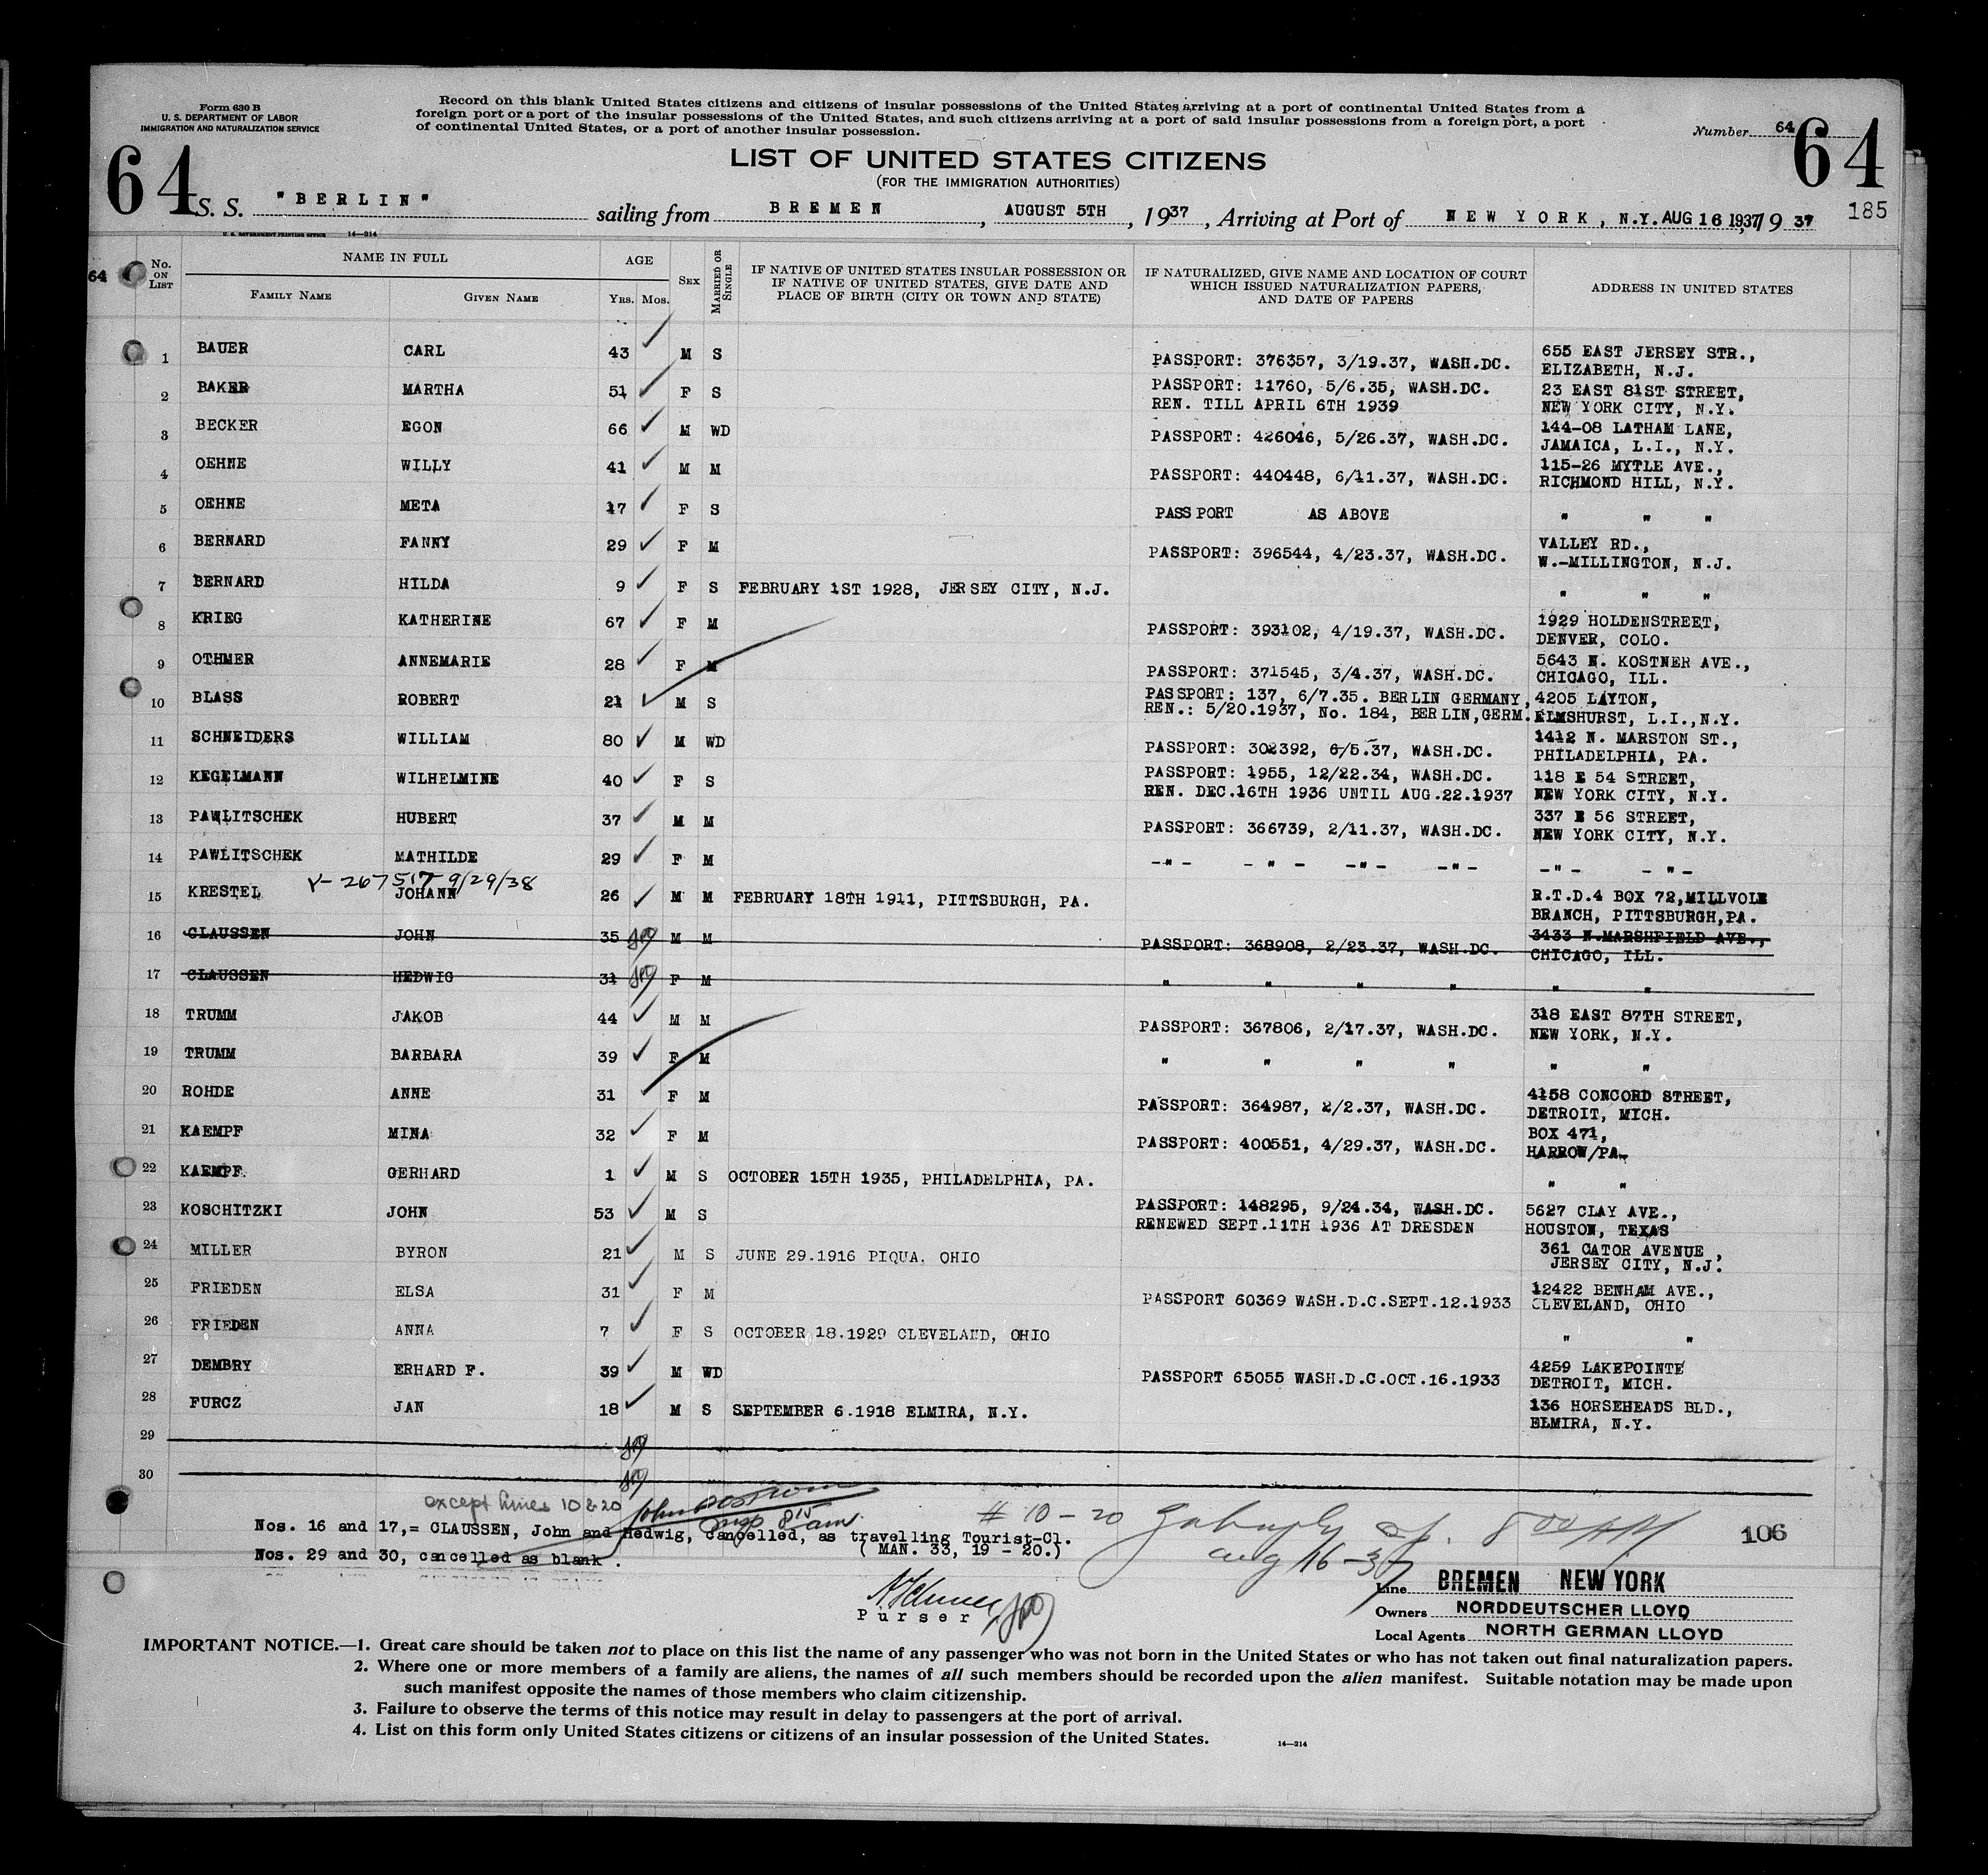 Form 630 B
U. S. DEPARTMENT OF LABOR
IMMIGRATION AND NATURALIZATION SERVICE
Record on this blank United States citizens and citizens of insular possessions of the United States arriving at a port of continental United States from a
foreign port or a port of the insular possessions of the United States, and such citizens arriving at a port of said insular possessions from a foreign port, a port
of continental United States, or a port of another insular possession.
Number 64
64
64
LIST OF UNITED STATES CITIZENS
(FOR THE IMMIGRATION AUTHORITIES)
S. S. "BERLIN" sailing from BREMEN, AUGUST 5TH, 1937, Arriving at Port of NEW YORK, N.Y. AUG 16 1937, 19 37
185
U. S. GOVERNMENT PRINTING OFFICE 14—214
64
No. ON LIST NAME IN FULL AGE SEX MARRIED OR SINGLE IF NATIVE OF UNITED STATES INSULAR POSSESSION OR IF NATIVE OF UNITED STATES, GIVE DATE AND PLACE OF BIRTH (CITY OR TOWN AND STATE) IF NATURALIZED, GIVE NAME AND LOCATION OF COURT WHICH ISSUED NATURALIZATION PAPERS, AND DATE OF PAPERS ADDRESS IN UNITED STATES
FAMILY NAME GIVEN NAME YRS. MOS.
1 BAUER CARL 43 M S PASSPORT: 376357, 3/19.37, WASH.DC. 655 EAST JERSEY STR.,
ELIZABETH, N.J.
2 BAKER MARTHA 51 F S PASSPORT: 11760, 5/6.35, WASH.DC. 23 EAST 81ST STREET,
REN. TILL APRIL 6TH 1939 NEW YORK CITY, N.Y.
3 BECKER EGON 66 M WD PASSPORT: 426046, 5/26.37, WASH.DC. 144-08 LATHAM LANE,
JAMAICA, L.I., N.Y.
4 OEHNE WILLY 41 M M PASSPORT: 440448, 6/11.37, WASH.DC. 115-26 MYTLE AVE.,
RICHMOND HILL, N.Y.
5 OEHNE META 17 F S PASSPORT AS ABOVE " " "
6 BERNARD FANNY 29 F M PASSPORT: 396544, 4/23.37, WASH.DC. VALLEY RD.,
W.-MILLINGTON, N.J.
7 BERNARD HILDA 9 F S FEBRUARY 1ST 1928, JERSEY CITY, N.J. " " "
8 KRIEG KATHERINE 67 F M PASSPORT: 393102, 4/19.37, WASH.DC. 1929 HOLDENSTREET,
DENVER, COLO.
9 OTHMER ANNEMARIE 28 F M PASSPORT: 371545, 3/4.37, WASH.DC. 5643 N. KOSTNER AVE.,
CHICAGO, ILL.
10 BLASS ROBERT 21 M S PASSPORT: 137, 6/7.35. BERLIN GERMANY, 4205 LAYTON,
REN.: 5/20.1937, No. 184, BERLIN, GERM. ELMSHURST, L.I.,N.Y.
11 SCHNEIDERS WILLIAM 80 M WD PASSPORT: 302392, 6/5.37, WASH.DC. 1412 N. MARSTON ST.,
PHILADELPHIA, PA.
12 KEGELMANN WILHELMINE 40 F S PASSPORT: 1955, 12/22.34, WASH.DC. 118 E 54 STREET,
REN. DEC.16TH 1936 UNTIL AUG.22.1937 NEW YORK CITY, N.Y.
13 PAWLITSCHEK HUBERT 37 M M PASSPORT: 366739, 2/11.37, WASH.DC. 337 E 56 STREET,
NEW YORK CITY, N.Y.
14 PAWLITSCHEK MATHILDE 29 F M -"- -"- -"- -"- -"- -"-
V-267517-9/29/38
15 KRESTEL JOHANN 26 M M FEBRUARY 18TH 1911, PITTSBURGH, PA. R.T.D.4 BOX 72,MILLVOLE
BRANCH, PITTSBURGH,PA.
16 CLAUSSEN JOHN 35 M M PASSPORT: 368908, 2/23.37, WASH.DC. 3433 N.MARSHFIELD AVE.,
CHICAGO, ILL.
17 CLAUSSEN HEDWIG 31 F M " " " " " "
18 TRUMM JAKOB 44 M M PASSPORT: 367806, 2/17.37, WASH.DC. 318 EAST 87TH STREET,
NEW YORK, N.Y.
19 TRUMM BARBARA 39 F M " " " " " "
20 ROHDE ANNE 31 F M PASSPORT: 364987, 2/2.37, WASH.DC. 4158 CONCORD STREET,
DETROIT, MICH.
21 KAEMPF MINA 32 F M PASSPORT: 400551, 4/29.37, WASH.DC. BOX 471,
HARROW/PA.
22 KAEMPF GERHARD 1 M S OCTOBER 15TH 1935, PHILADELPHIA, PA. " "
23 KOSCHITZKI JOHN 53 M S PASSPORT: 148295, 9/24.34, WASH.DC. 5627 CLAY AVE.,
RENEWED SEPT.11TH 1936 AT DRESDEN HOUSTON, TEXAS
24 MILLER BYRON 21 M S JUNE 29.1916 PIQUA. OHIO 361 GATOR AVENUE,
JERSEY CITY, N.J.
25 FRIEDEN ELSA 31 F M PASSPORT 60369 WASH.D.C.SEPT.12.1933 12422 BENHAM AVE.,
CLEVELAND, OHIO
26 FRIEDEN ANNA 7 F S OCTOBER 18.1929 CLEVELAND, OHIO " "
27 DEMBRY ERHARD F. 39 M WD PASSPORT 65055 WASH.D.C.OCT.16.1933 4259 LAKEPOINTE
DETROIT, MICH.
28 FURCZ JAN 18 M S SEPTEMBER 6.1918 ELMIRA, N.Y. 136 HORSEHEADS BLD.,
ELMIRA, N.Y.
29
30
except lines 10 & 20
# 10 - 20
Nos. 16 and 17,= CLAUSSEN, John and Hedwig, cancelled, as travelling Tourist-Cl.
( MAN. 33, 19 - 20.)
Nos. 29 and 30, cancelled as blank.
aug 16-37
106
Purser
Line BREMEN NEW YORK
Owners NORDDEUTSCHER LLOYD
Local Agents NORTH GERMAN LLOYD
IMPORTANT NOTICE.—1. Great care should be taken not to place on this list the name of any passenger who was not born in the United States or who has not taken out final naturalization papers.
2. Where one or more members of a family are aliens, the names of all such members should be recorded upon the alien manifest. Suitable notation may be made upon
such manifest opposite the names of those members who claim citizenship.
3. Failure to observe the terms of this notice may result in delay to passengers at the port of arrival.
4. List on this form only United States citizens or citizens of an insular possession of the United States.
14—214